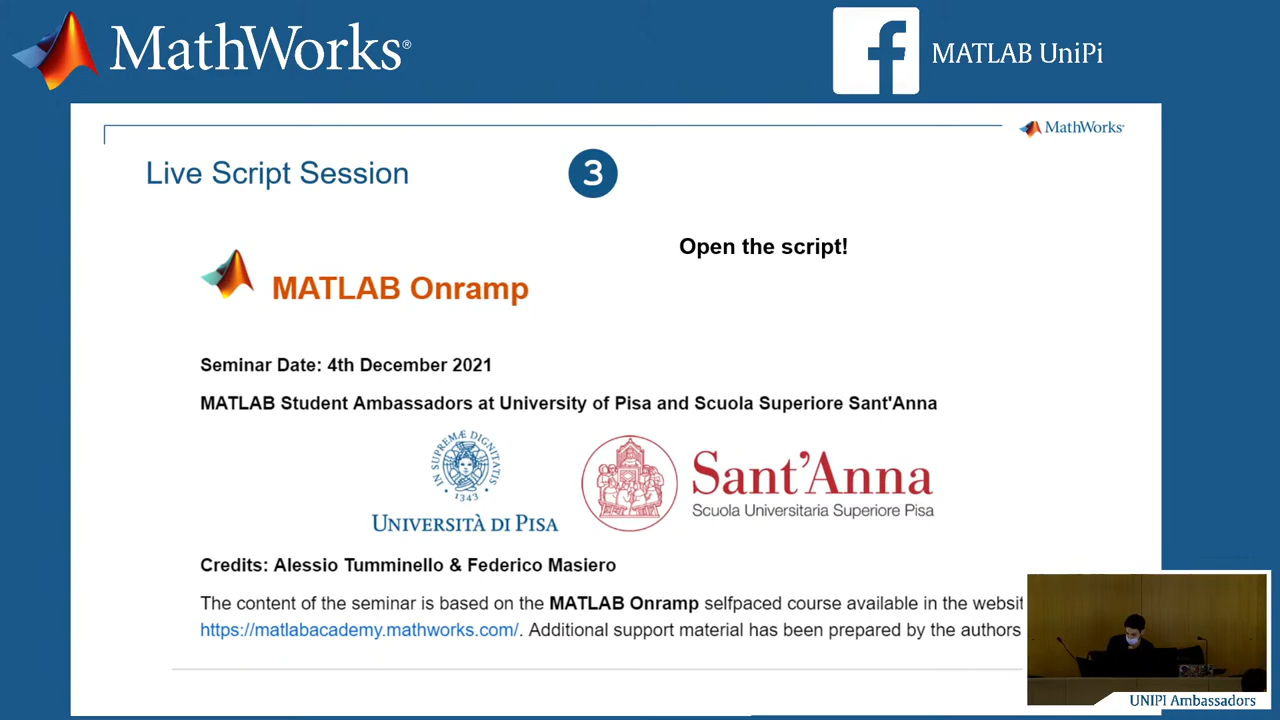 MathWorks®
MATLAB UniPi
MathWorks®
Live Script Session
3
Open the script!
MATLAB Onramp
Seminar Date: 4th December 2021
MATLAB Student Ambassadors at University of Pisa and Scuola Superiore Sant'Anna
IN SUPREMÆ DIGNITATIS
1343
UNIVERSITÀ DI PISA
Sant'Anna
Scuola Universitaria Superiore Pisa
Credits: Alessio Tumminello & Federico Masiero
The content of the seminar is based on the MATLAB Onramp selfpaced course available in the websit
https://matlabacademy.mathworks.com/. Additional support material has been prepared by the authors
UNIPI Ambassadors